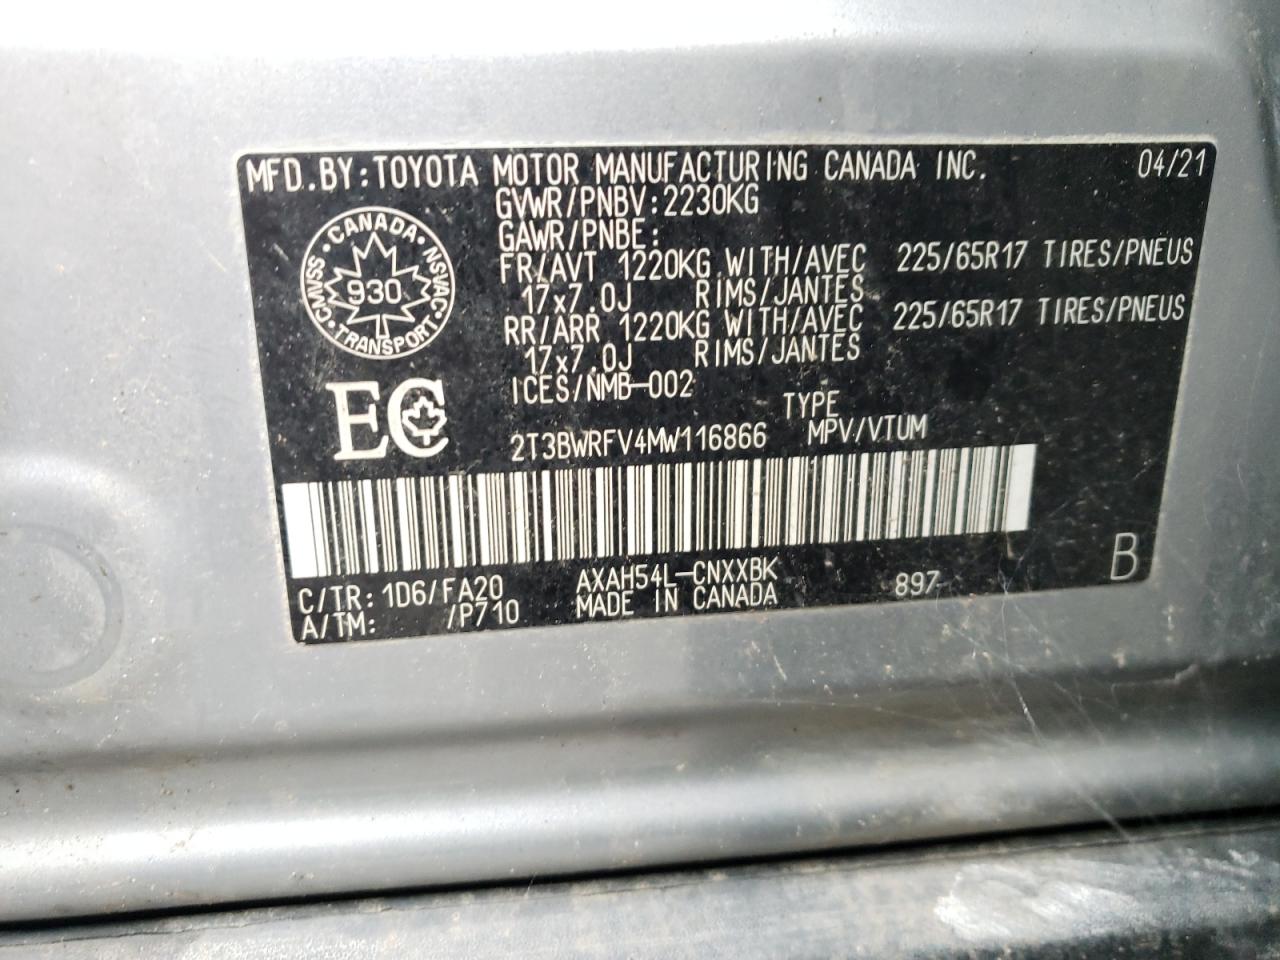 MFD.BY:TOYOTA MOTOR MANUFACTURING CANADA INC. 04/21
GVWR/PNBV:2230KG
GAWR/PNBE:
FR/AVT 1220KG WITH/AVEC 225/65R17 TIRES/PNEUS
17x7.0J RIMS/JANTES
RR/ARR 1220KG WITH/AVEC 225/65R17 TIRES/PNEUS
17x7.0J RIMS/JANTES
ICES/NMB-002
CANADA · NSVAC · TRANSPORT · CMVSS ·
930
EC
TYPE
2T3BWRFV4MW116866 MPV/VTUM
C/TR: 1D6/FA20 AXAH54L-CNXXBK 897 B
A/TM: /P710 MADE IN CANADA